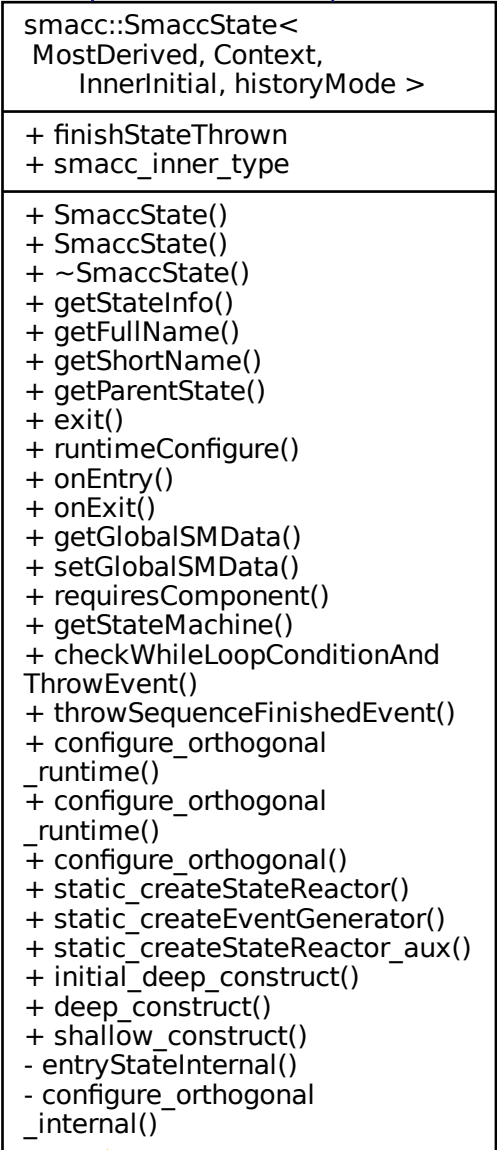 smacc::SmaccState<
MostDerived, Context,
InnerInitial, historyMode >
+ finishStateThrown
+ smacc_inner_type
+ SmaccState()
+ SmaccState()
+ ~SmaccState()
+ getStateInfo()
+ getFullName()
+ getShortName()
+ getParentState()
+ exit()
+ runtimeConfigure()
+ onEntry()
+ onExit()
+ getGlobalSMData()
+ setGlobalSMData()
+ requiresComponent()
+ getStateMachine()
+ checkWhileLoopConditionAnd
ThrowEvent()
+ throwSequenceFinishedEvent()
+ configure_orthogonal
_runtime()
+ configure_orthogonal
_runtime()
+ configure_orthogonal()
+ static_createStateReactor()
+ static_createEventGenerator()
+ static_createStateReactor_aux()
+ initial_deep_construct()
+ deep_construct()
+ shallow_construct()
- entryStateInternal()
- configure_orthogonal
_internal()